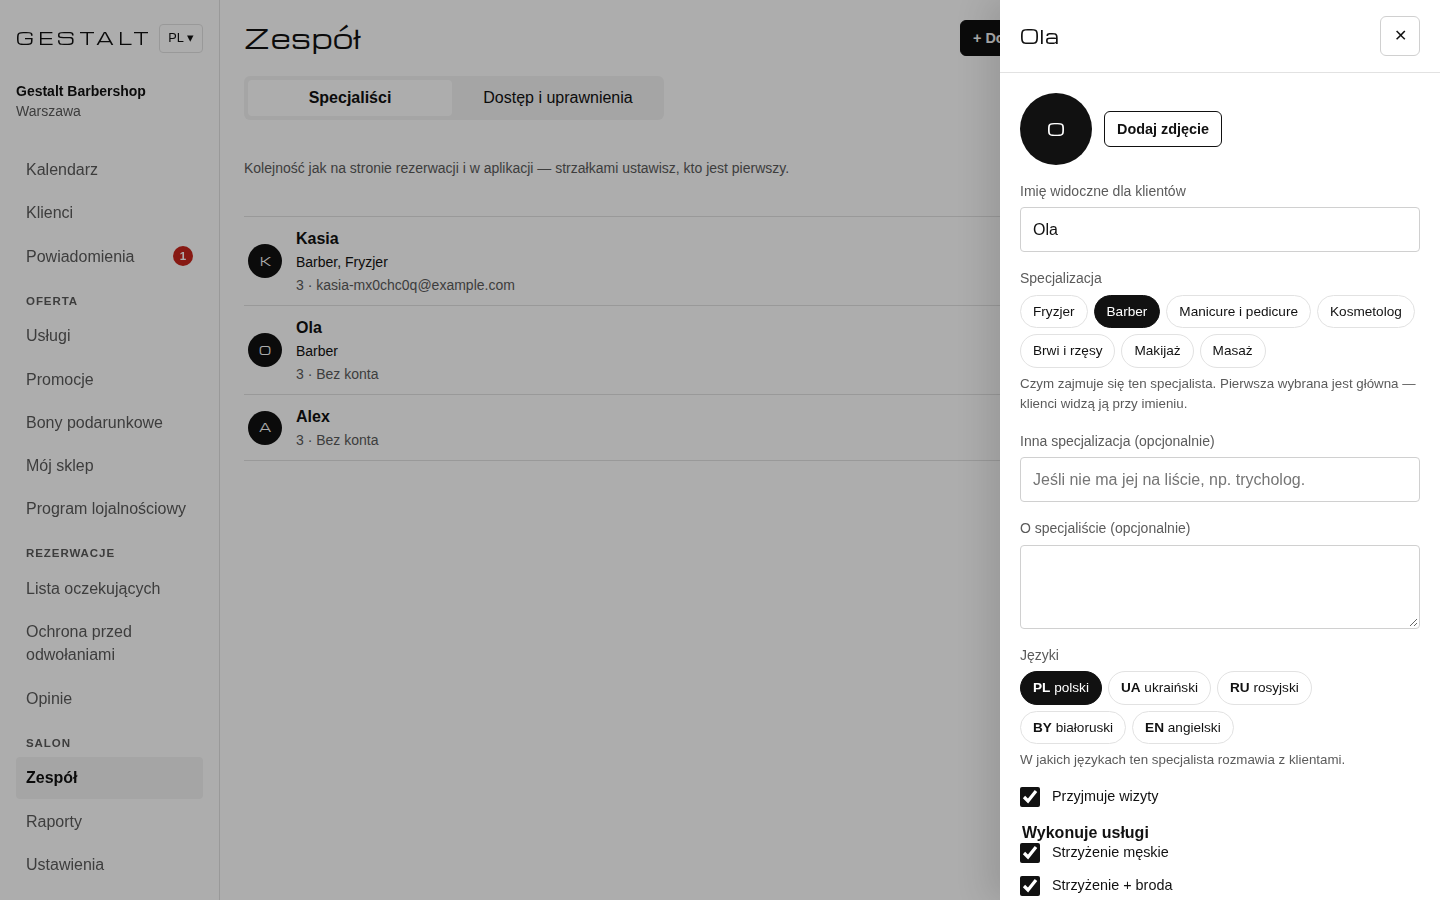 GESTALT
PL ▾
Gestalt Barbershop
Warszawa
Kalendarz
Klienci
Powiadomienia
1
OFERTA
Usługi
Promocje
Bony podarunkowe
Mój sklep
Program lojalnościowy
REZERWACJE
Lista oczekujących
Ochrona przed
odwołaniami
Opinie
SALON
Zespół
Raporty
Ustawienia
Zespół
+ Do
Specjaliści
Dostęp i uprawnienia
Kolejność jak na stronie rezerwacji i w aplikacji — strzałkami ustaw, kto jest pierwszy.
K
Kasia
Barber, Fryzjer
3 · kasia-mx0chc0q@example.com
O
Ola
Barber
3 · Bez konta
A
Alex
3 · Bez konta
Ola
✕
O
Dodaj zdjęcie
Imię widoczne dla klientów
Ola
Specjalizacja
Fryzjer
Barber
Manicure i pedicure
Kosmetolog
Brwi i rzęsy
Makijaż
Masaż
Czym zajmuje się ten specjalista. Pierwsza wybrana jest główna —
klienci widzą ją przy imieniu.
Inna specjalizacja (opcjonalnie)
Jeśli nie ma jej na liście, np. trycholog.
O specjaliście (opcjonalnie)
Języki
PL polski
UA ukraiński
RU rosyjski
BY białoruski
EN angielski
W jakich językach ten specjalista rozmawia z klientami.
Przyjmuje wizyty
Wykonuje usługi
Strzyżenie męskie
Strzyżenie + broda